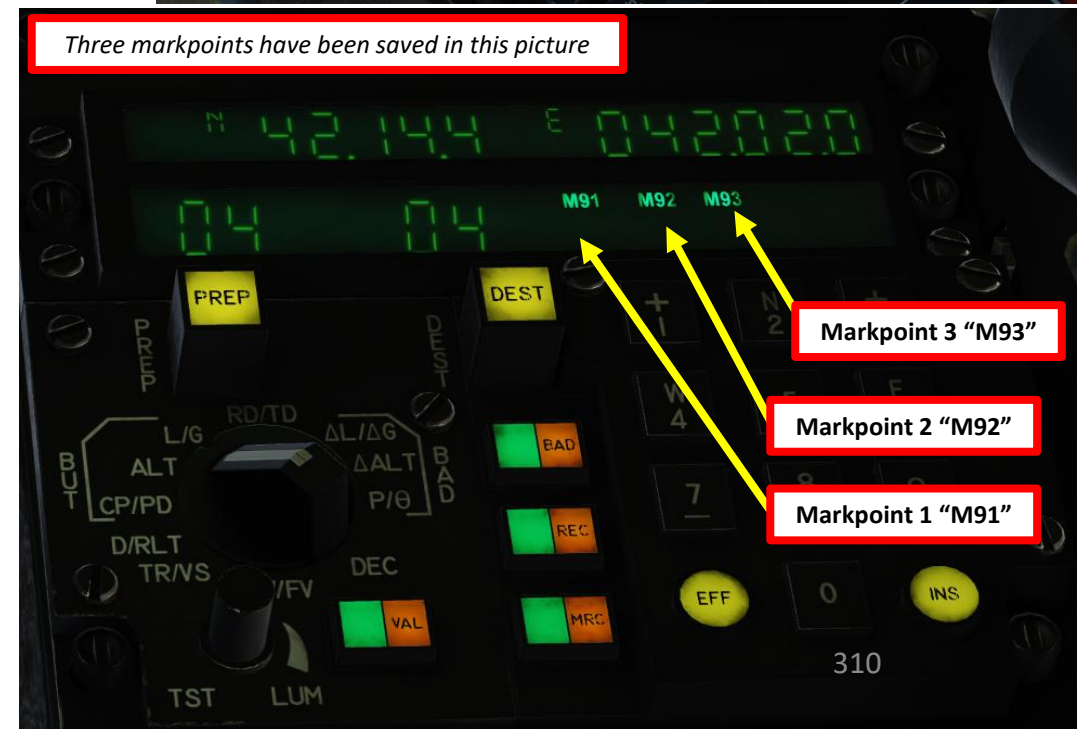 Three markpoints have been saved in this picture
N 42.14.4 E 042.02.0
04 04 M91 M92 M93
PREP DEST
PREP
DEST
+
1
N
2
Markpoint 3 “M93”
W
4
Markpoint 2 “M92”
7
8
Markpoint 1 “M91”
RD/TD
L/G ΔL/ΔG
ALT ΔALT
CP/PD P/θ
BUT
BAD
D/RLT
TR/VS DEC
/FV
BAD
REC
VAL
MRC
EFF
0
INS
310
TST LUM